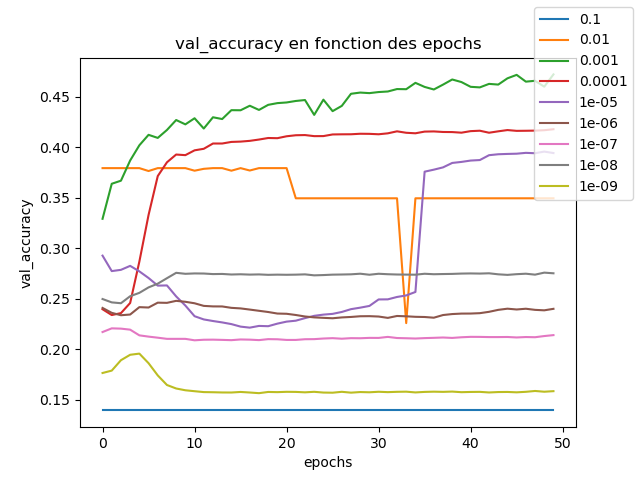 val_accuracy en fonction des epochs
0.1
0.01
0.001
0.0001
1e-05
1e-06
1e-07
1e-08
1e-09
val_accuracy
0.45
0.40
0.35
0.30
0.25
0.20
0.15
0
10
20
30
40
50
epochs